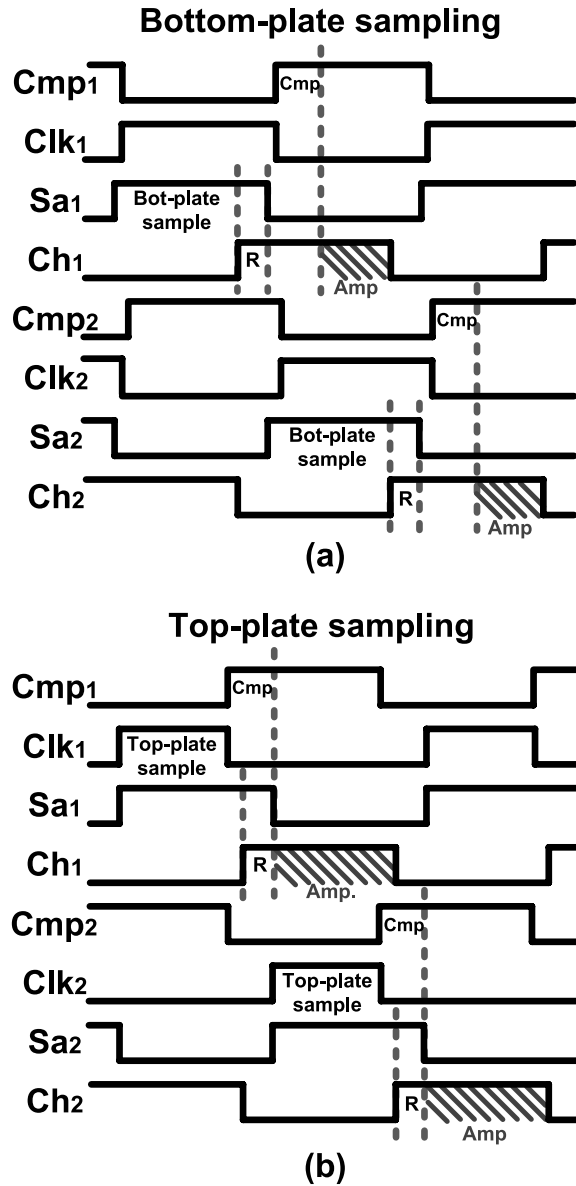 Bottom-plate sampling
Cmp1
Cmp
Clk1
Sa1
Bot-plate
sample
Ch1
R
Amp
Cmp2
Cmp
Clk2
Sa2
Bot-plate
sample
Ch2
R
Amp
(a)
Top-plate sampling
Cmp1
Cmp
Clk1
Top-plate
sample
Sa1
Ch1
R
Amp.
Cmp2
Cmp
Clk2
Top-plate
sample
Sa2
Ch2
R
Amp
(b)